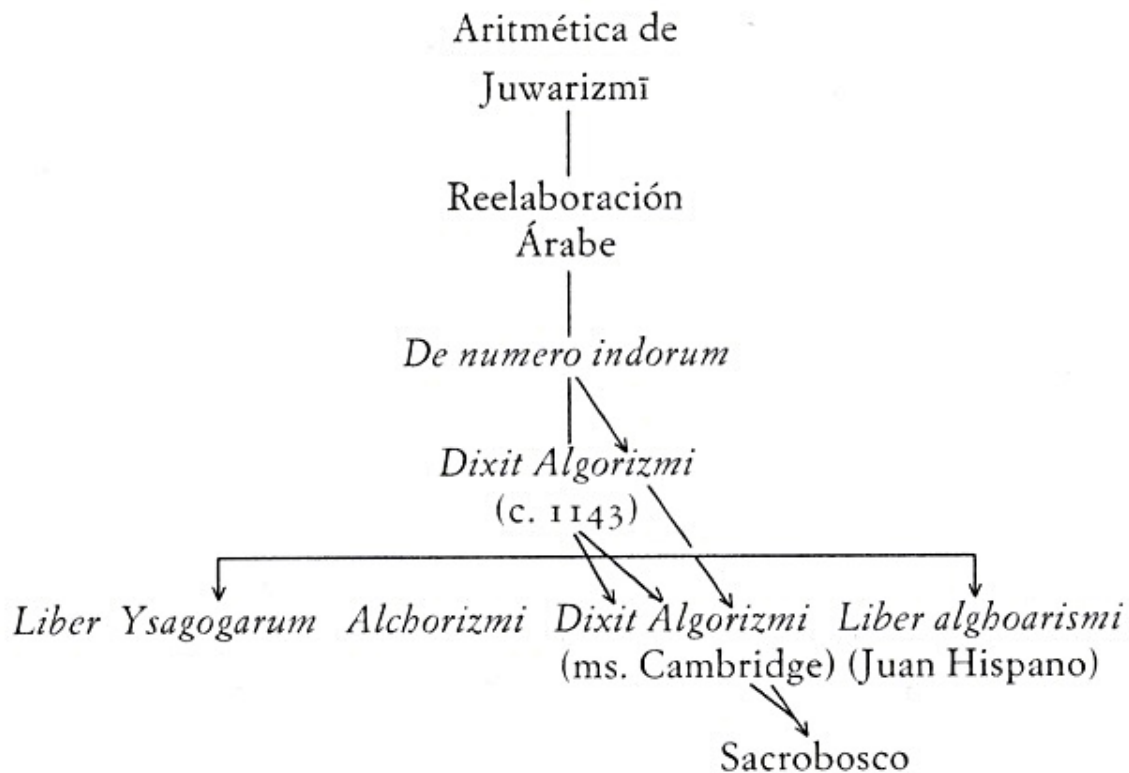 Aritmética de
Juwarizmī
Reelaboración
Árabe
De numero indorum
Dixit Algorizmi
(c. 1143)
Liber Ysagogarum Alchorizmi Dixit Algorizmi Liber alghoarismi
(ms. Cambridge) (Juan Hispano)
Sacrobosco